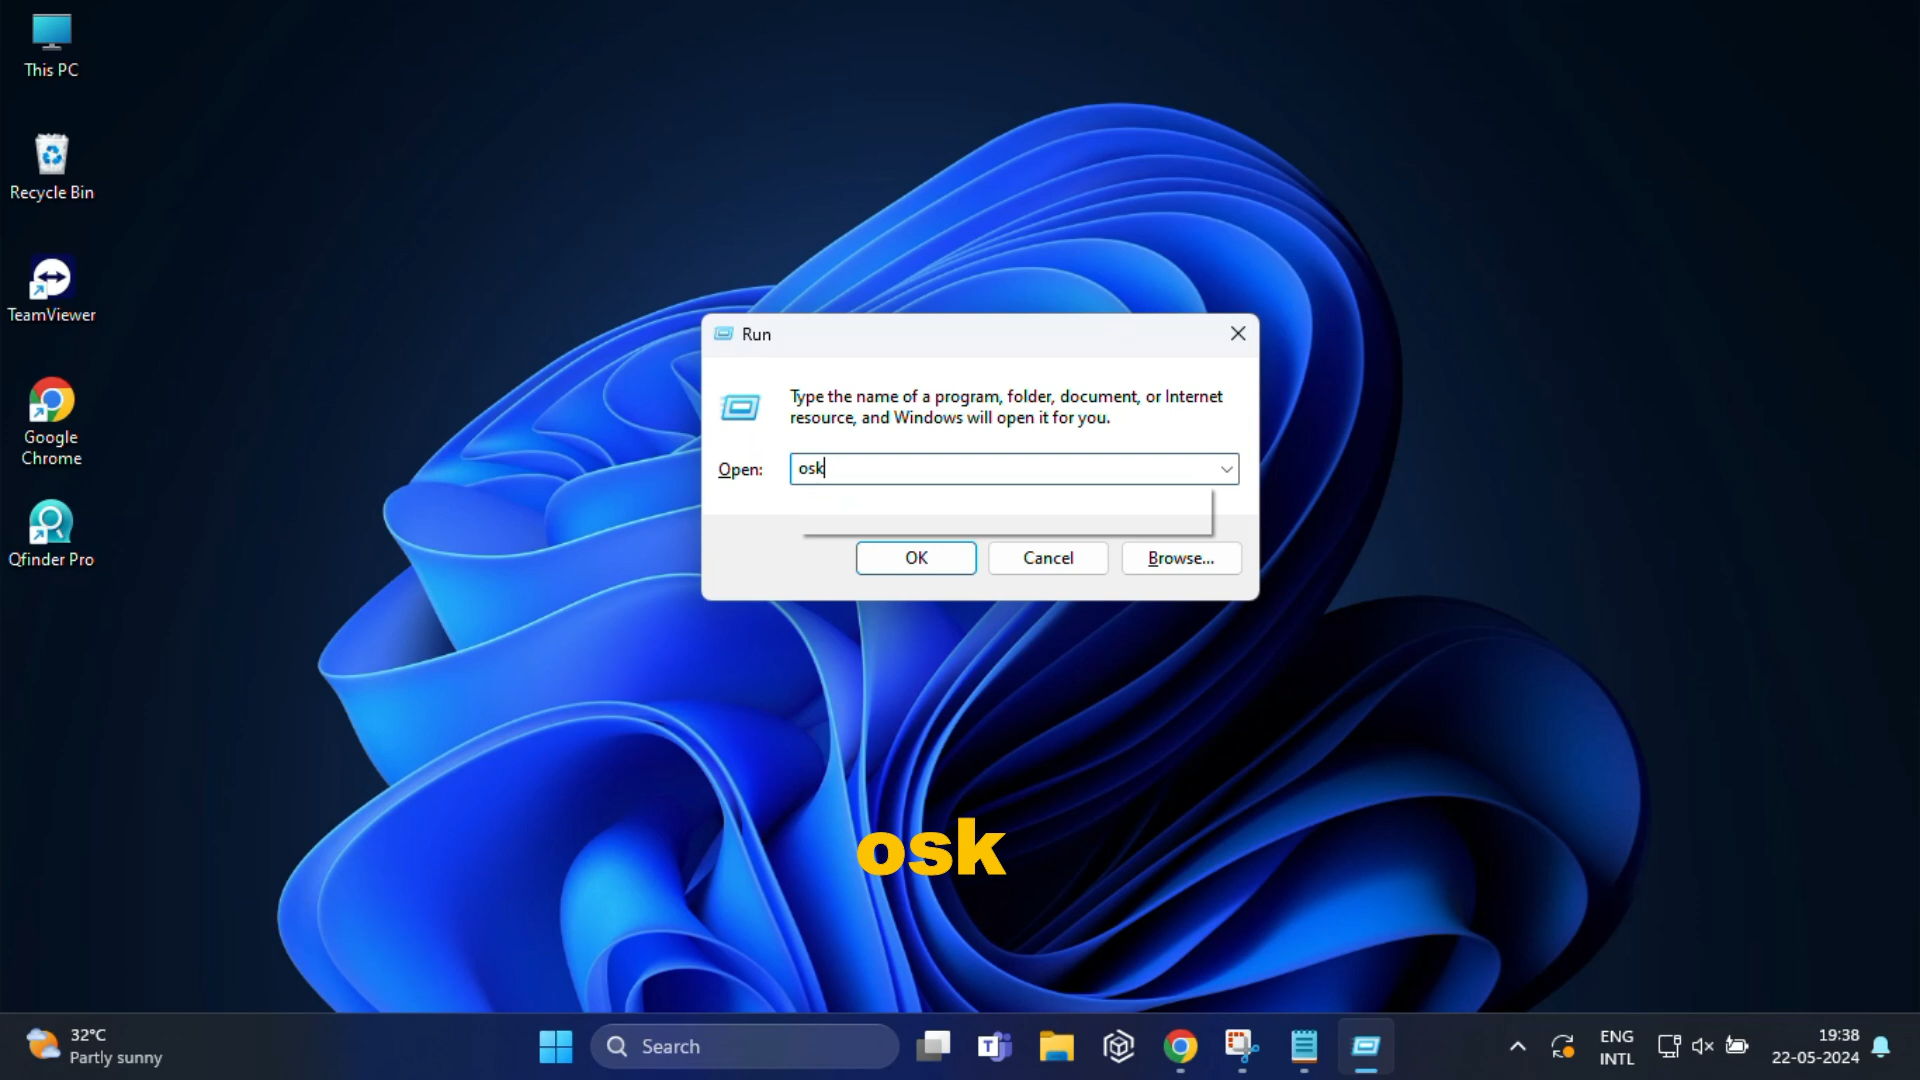 This PC
Recycle Bin
TeamViewer
Google
Chrome
Qfinder Pro
Run
Type the name of a program, folder, document, or Internet
resource, and Windows will open it for you.
Open: osk
OK Cancel Browse...
osk
32°C
Partly sunny
Search
T
ENG
INTL
19:38
22-05-2024